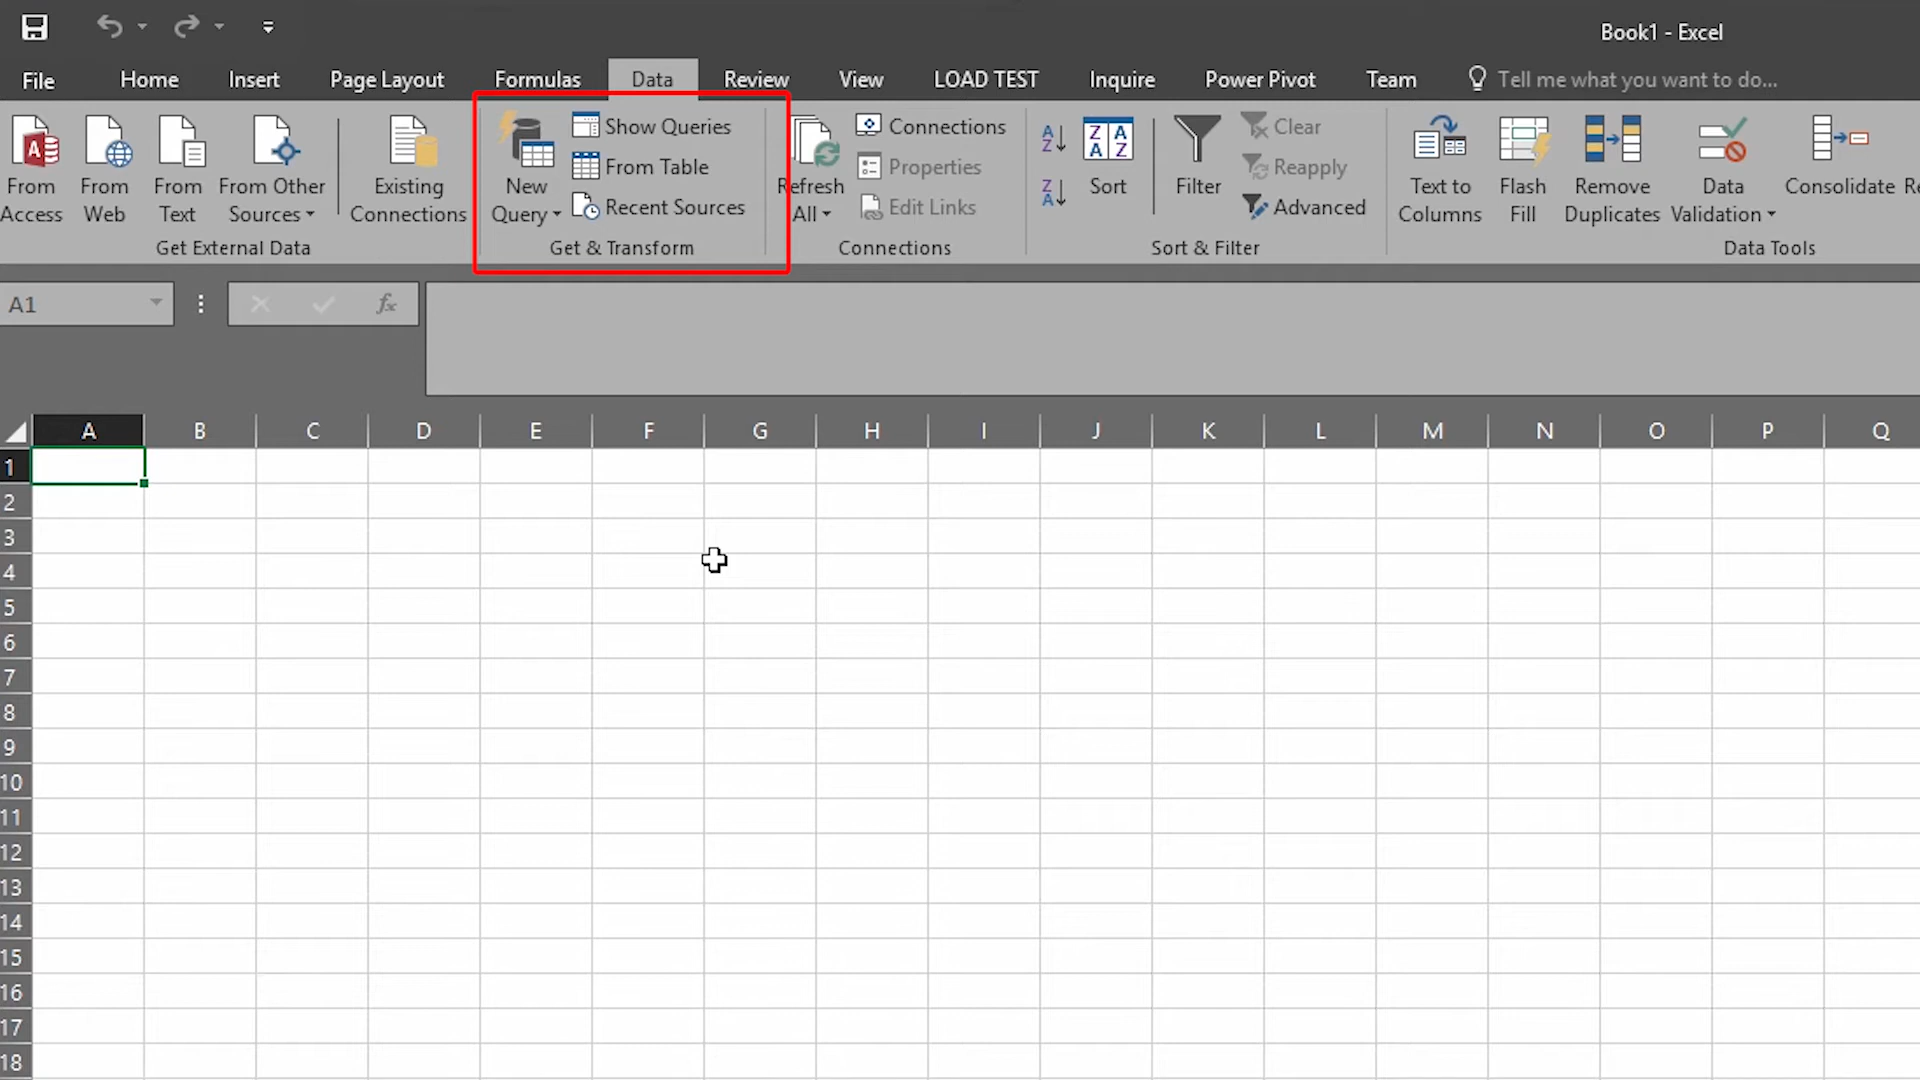 Book1 - Excel
File Home Insert Page Layout Formulas Data Review View LOAD TEST Inquire Power Pivot Team Tell me what you want to do...
From Access
From Web
From Text
From Other Sources
Existing Connections
Get External Data
New Query
Show Queries
From Table
Recent Sources
Get & Transform
Refresh All
Connections
Properties
Edit Links
Connections
Sort
Filter
Clear
Reapply
Advanced
Sort & Filter
Text to Columns
Flash Fill
Remove Duplicates
Data Validation
Consolidate
Data Tools
A1
fx
A B C D E F G H I J K L M N O P Q
1
2
3
4
5
6
7
8
9
10
11
12
13
14
15
16
17
18